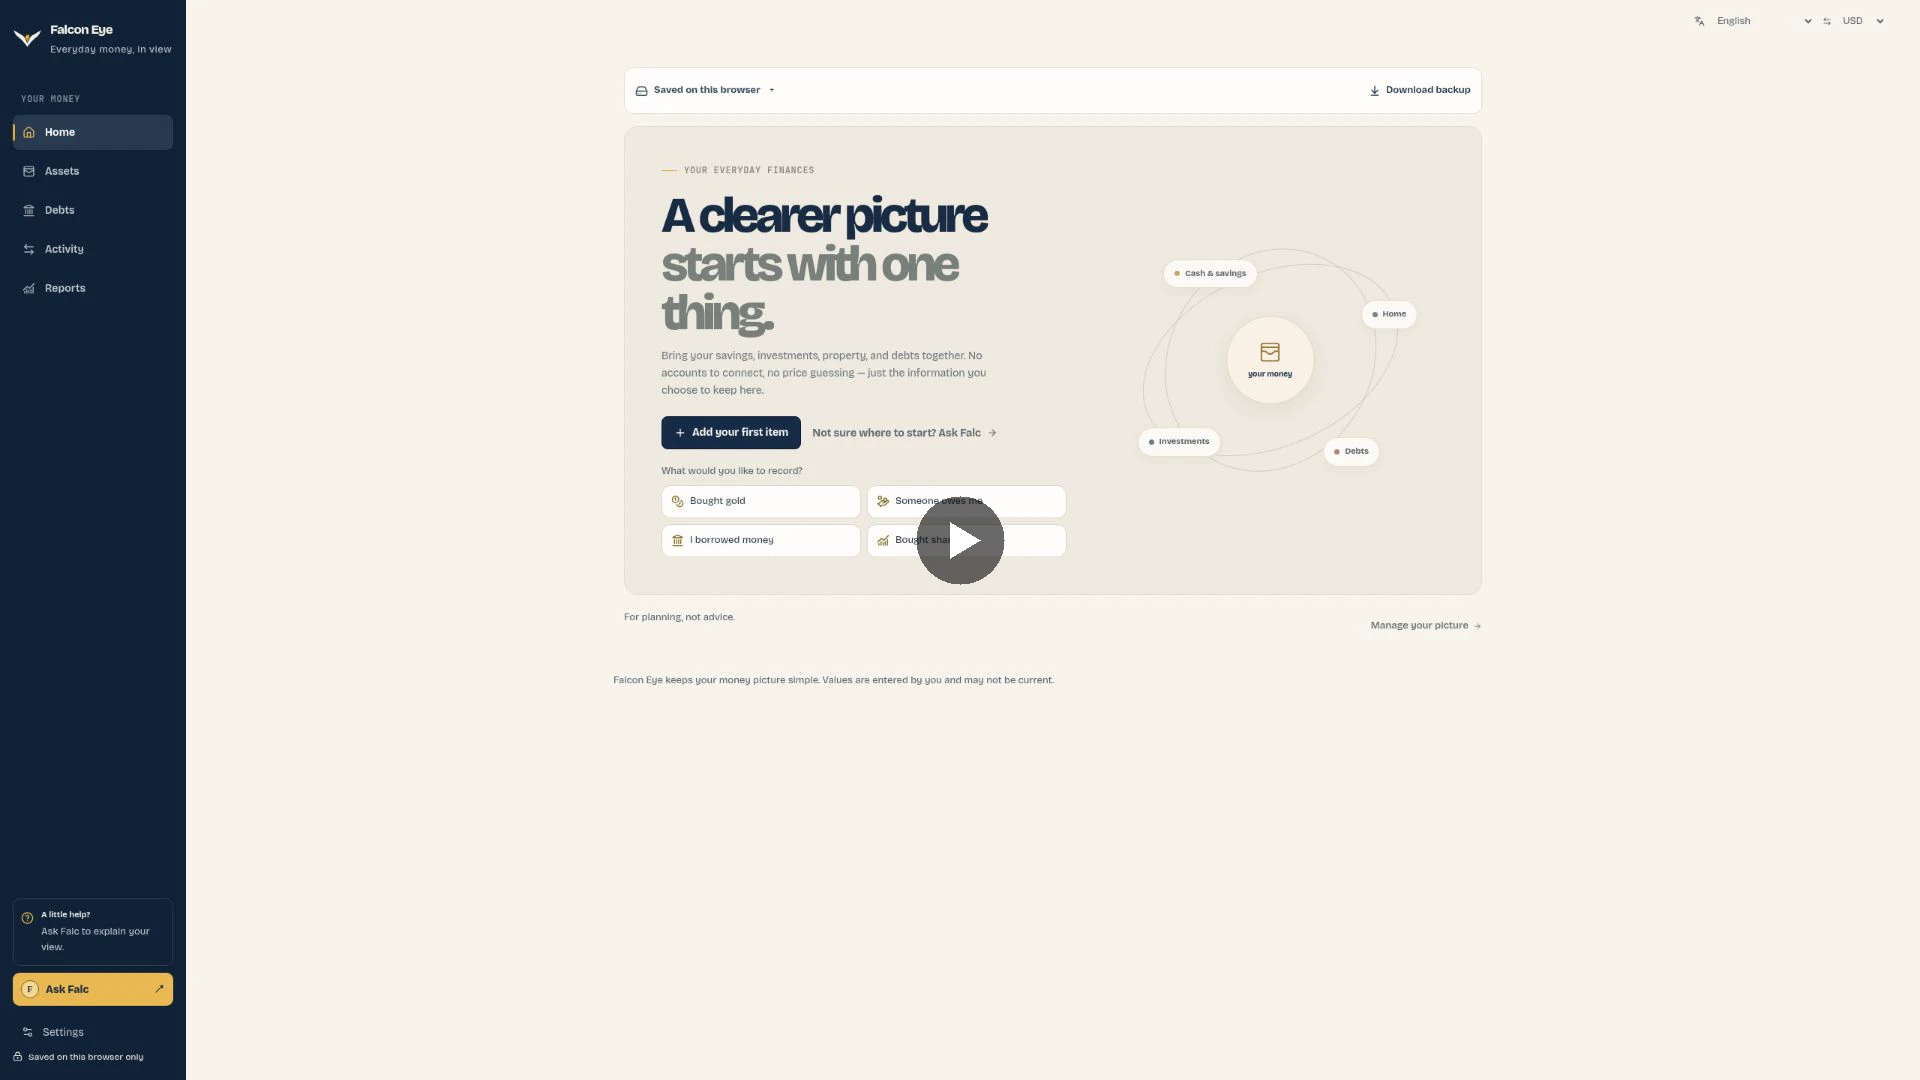 Falcon Eye
Everyday money, in view
YOUR MONEY
Home
Assets
Debts
Activity
Reports
A little help?
Ask Falc to explain your
view.
F Ask Falc
Settings
Saved on this browser only
English
USD
Saved on this browser +
Download backup
YOUR EVERYDAY FINANCES
A clearer picture
starts with one
thing.
Bring your savings, investments, property, and debts together. No
accounts to connect, no price guessing — just the information you
choose to keep here.
+ Add your first item
Not sure where to start? Ask Falc →
What would you like to record?
Bought gold
Someone owes me
I borrowed money
Bought
Cash & savings
Home
your money
Investments
Debts
For planning, not advice.
Manage your picture →
Falcon Eye keeps your money picture simple. Values are entered by you and may not be current.